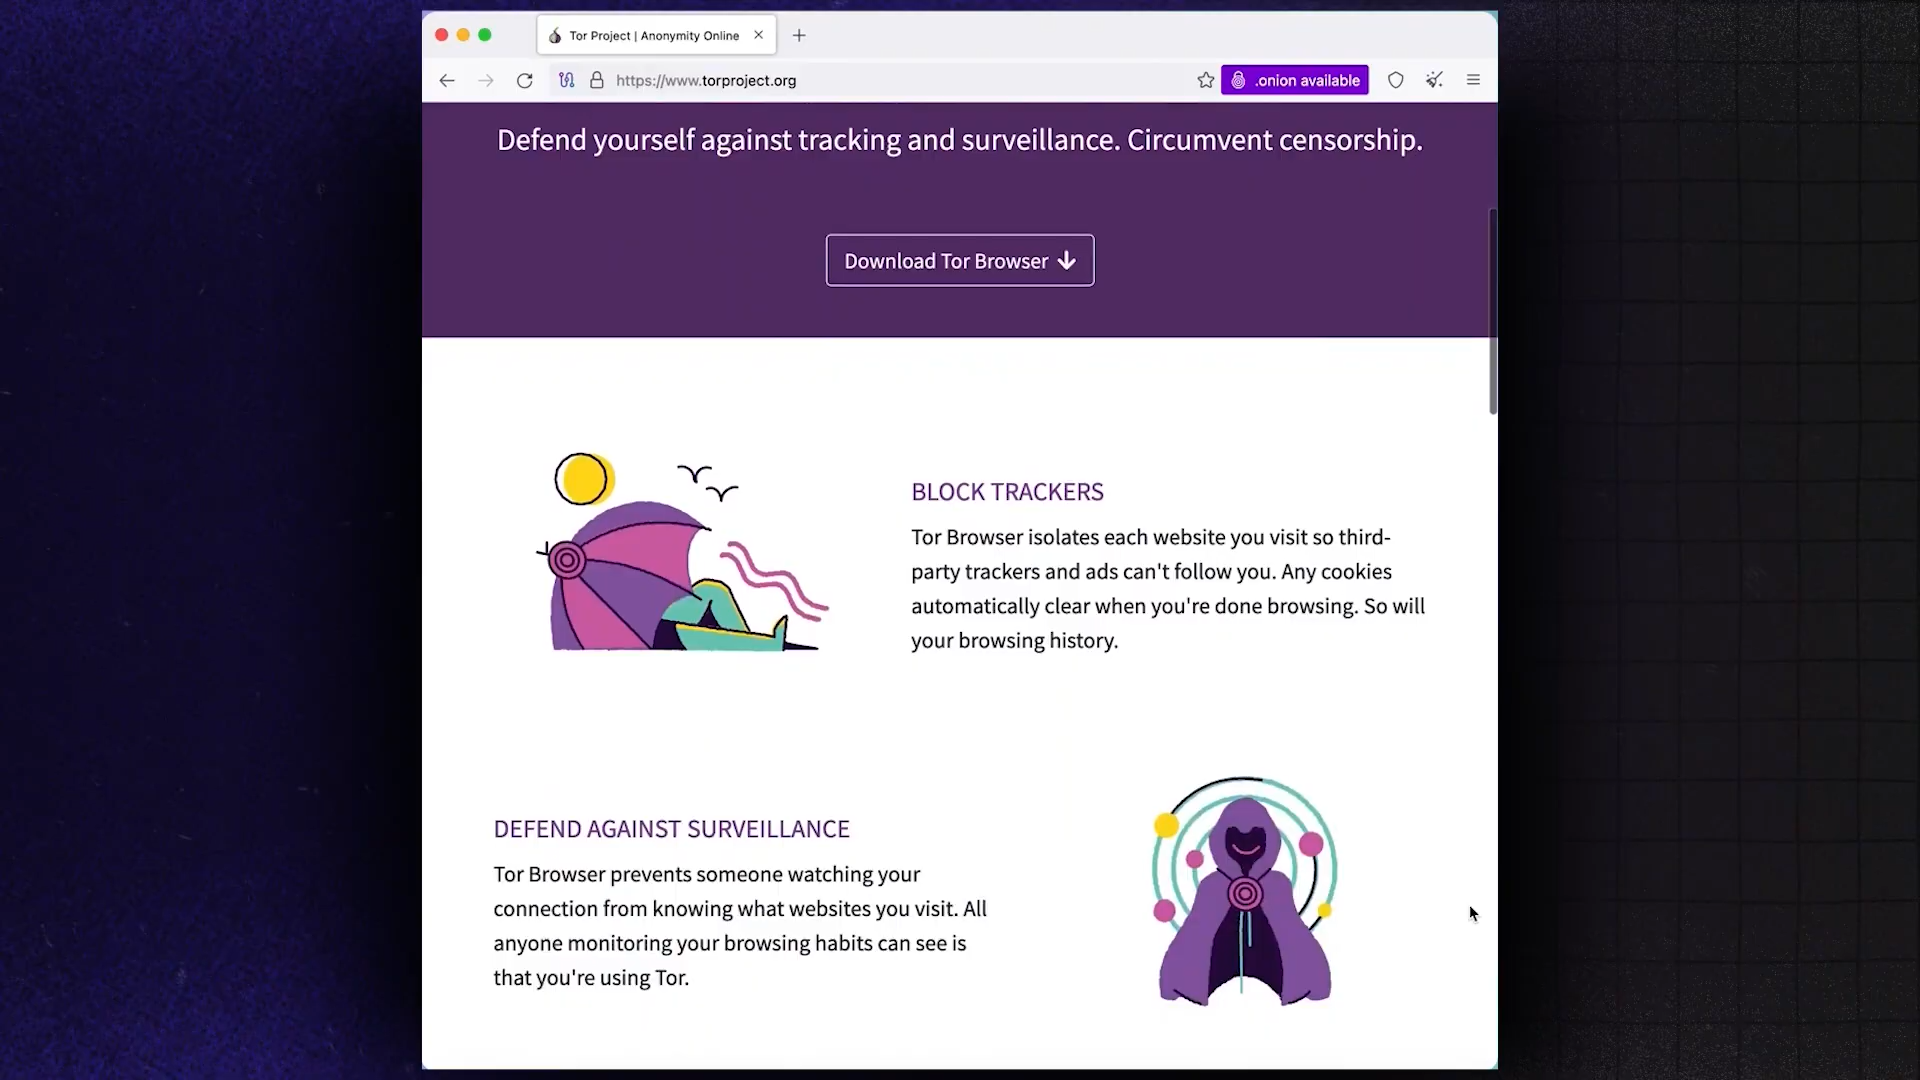 Tor Project | Anonymity Online
https://www.torproject.org
.onion available
Defend yourself against tracking and surveillance. Circumvent censorship.
Download Tor Browser
BLOCK TRACKERS
Tor Browser isolates each website you visit so third-
party trackers and ads can't follow you. Any cookies
automatically clear when you're done browsing. So will
your browsing history.
DEFEND AGAINST SURVEILLANCE
Tor Browser prevents someone watching your
connection from knowing what websites you visit. All
anyone monitoring your browsing habits can see is
that you're using Tor.